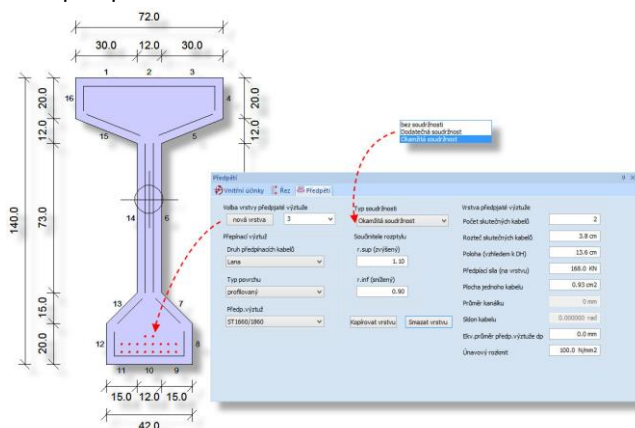 72.0
30.0 12.0 30.0
1 2 3
16 4
20.0 20.0
12.0 15 5 12.0
140.0 73.0 14 6
15.0 13 7 15.0
20.0 12 8 20.0
11 10 9
15.0 12.0 15.0
42.0
bez soudržnosti
Dodatečná soudržnost
Okamžitá soudržnost
Předpětí
Vnitřní účinky Řez Předpětí
Volba vrstvy předpjaté výztuže
nová vrstva 3
Typ soudržnosti
Okamžitá soudržnost
Vrstva předpjaté výztuže
Počet skutečných kabelů 2
Rozteč skutečných kabelů 3.8 cm
Poloha (vzhledem k DH) 13.6 cm
Předpínací síla (na vrstvu) 168.0 KN
Plocha jednoho kabelu 0.93 cm2
Průměr kanálku 0 mm
Sklon kabelu 0.000000 rad
Ekv.průměr předp.výztuže dp 0.0 mm
Únavový rozkmit 100.0 N/mm2
Přepínací výztuž
Druh předpínacích kabelů
Lana
Typ povrchu
profilovaný
Předp.výztuž
ST1660/1860
Součinitele rozptylu
r.sup (zvýšený)
1.10
r.inf (snížený)
0.90
Kopírovat vrstvu Smazat vrstvu